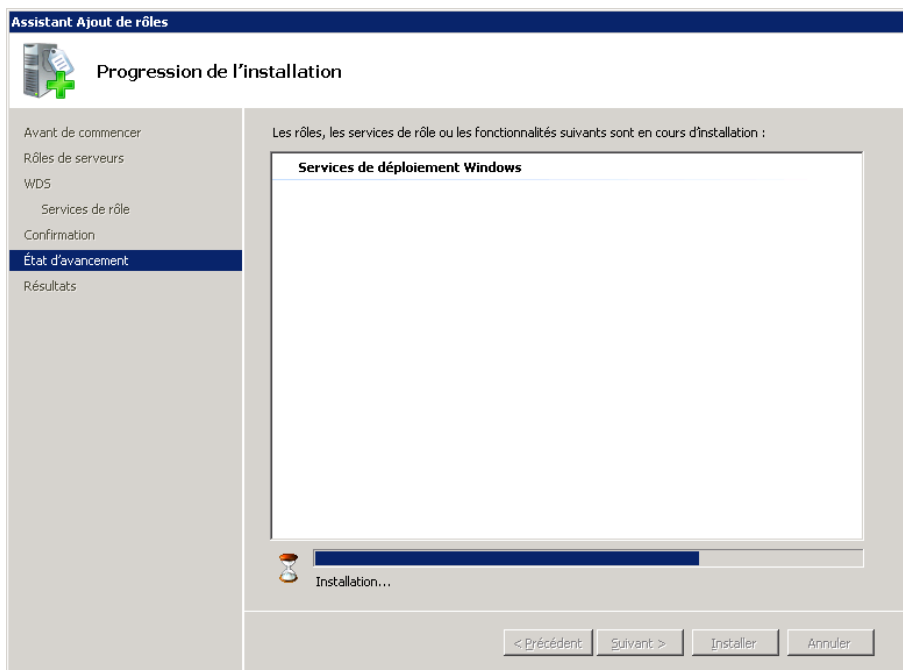 Assistant Ajout de rôles
Progression de l'installation
Avant de commencer
Rôles de serveurs
WDS
Services de rôle
Confirmation
État d'avancement
Résultats
Les rôles, les services de rôle ou les fonctionnalités suivants sont en cours d'installation :
Services de déploiement Windows
Installation...
< Précédent
Suivant >
Installer
Annuler